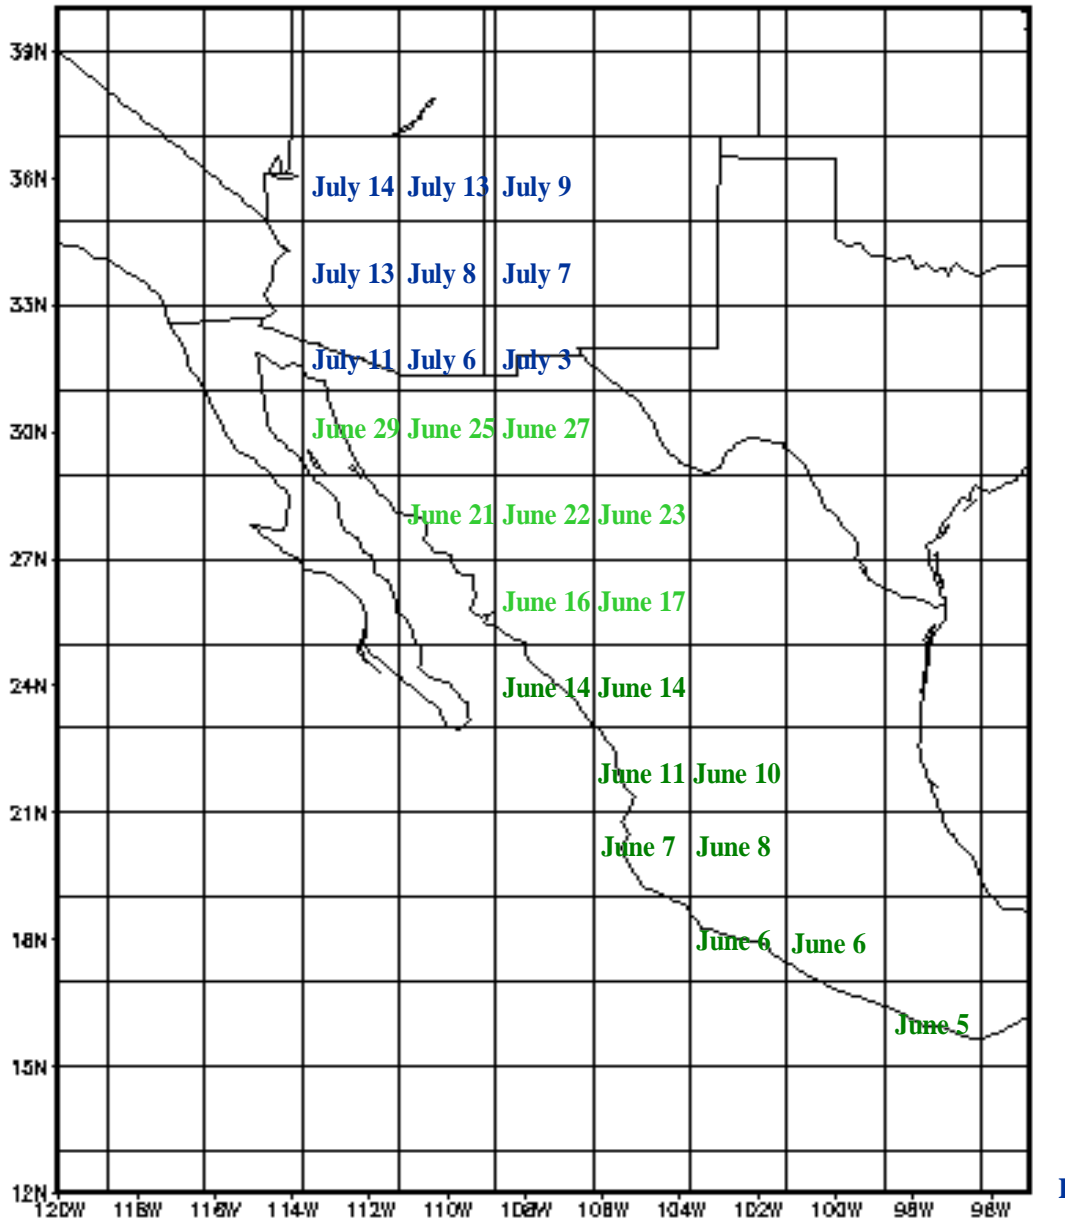 39N
36N
July 14 July 13 July 9
July 13 July 8 July 7
33N
July 11 July 6 July 3
30N
June 29 June 25 June 27
June 21 June 22 June 23
27N
June 16 June 17
24N
June 14 June 14
June 11 June 10
21N
June 7 June 8
18N
June 6 June 6
June 5
15N
12N
120W 118W 116W 114W 112W 110W 108W 106W 104W 102W 100W 98W 96W